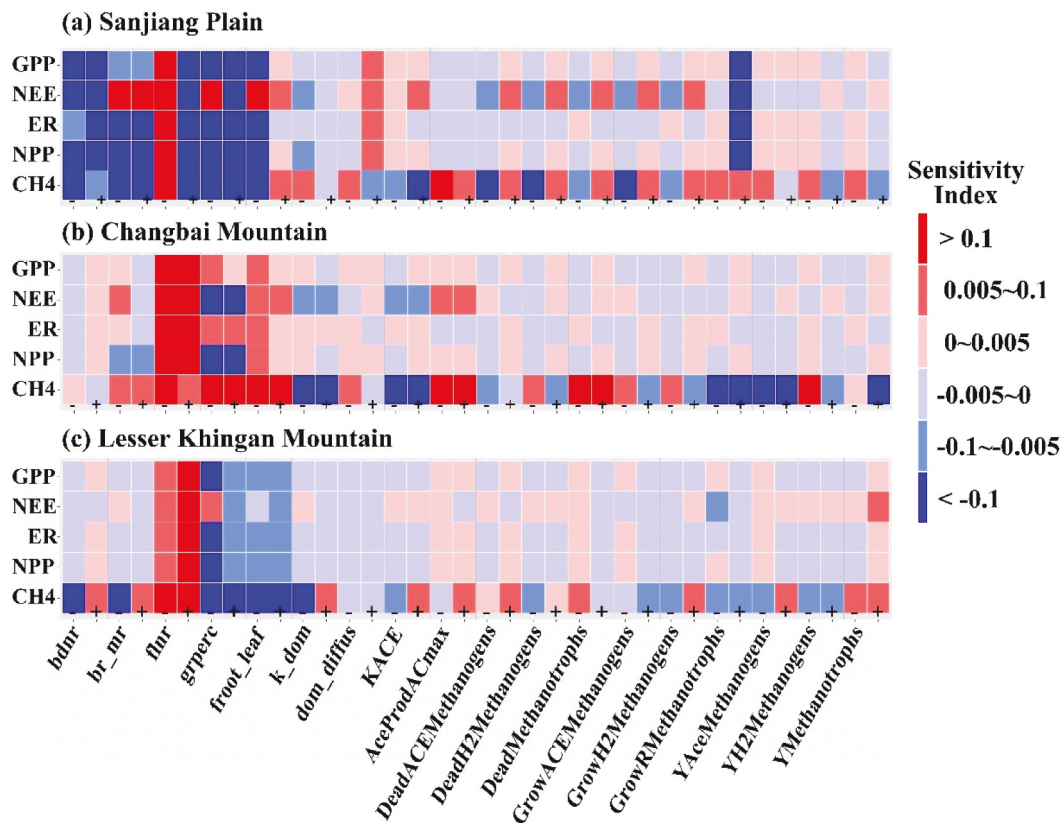 (a) Sanjiang Plain
GPP
NEE
ER
NPP
CH4
- + - + - + - + - + - + - + - + - + - + - + - + - + - + - + - + - + - +
(b) Changbai Mountain
GPP
NEE
ER
NPP
CH4
- + - + - + - + - + - + - + - + - + - + - + - + - + - + - + - + - + - +
(c) Lesser Khingan Mountain
GPP
NEE
ER
NPP
CH4
- + - + - + - + - + - + - + - + - + - + - + - + - + - + - + - + - + - +
bdnr
br_mr
flnr
grperc
froot_leaf
k_dom
dom_diffus
KACE
AceProdACmax
DeadACEMethanogens
DeadH2Methanogens
DeadMethanotrophs
GrowACEMethanogens
GrowH2Methanogens
GrowRMethanotrophs
YAceMethanogens
YH2Methanogens
YMethanotrophs
Sensitivity
Index
> 0.1
0.005~0.1
0~0.005
-0.005~0
-0.1~-0.005
< -0.1